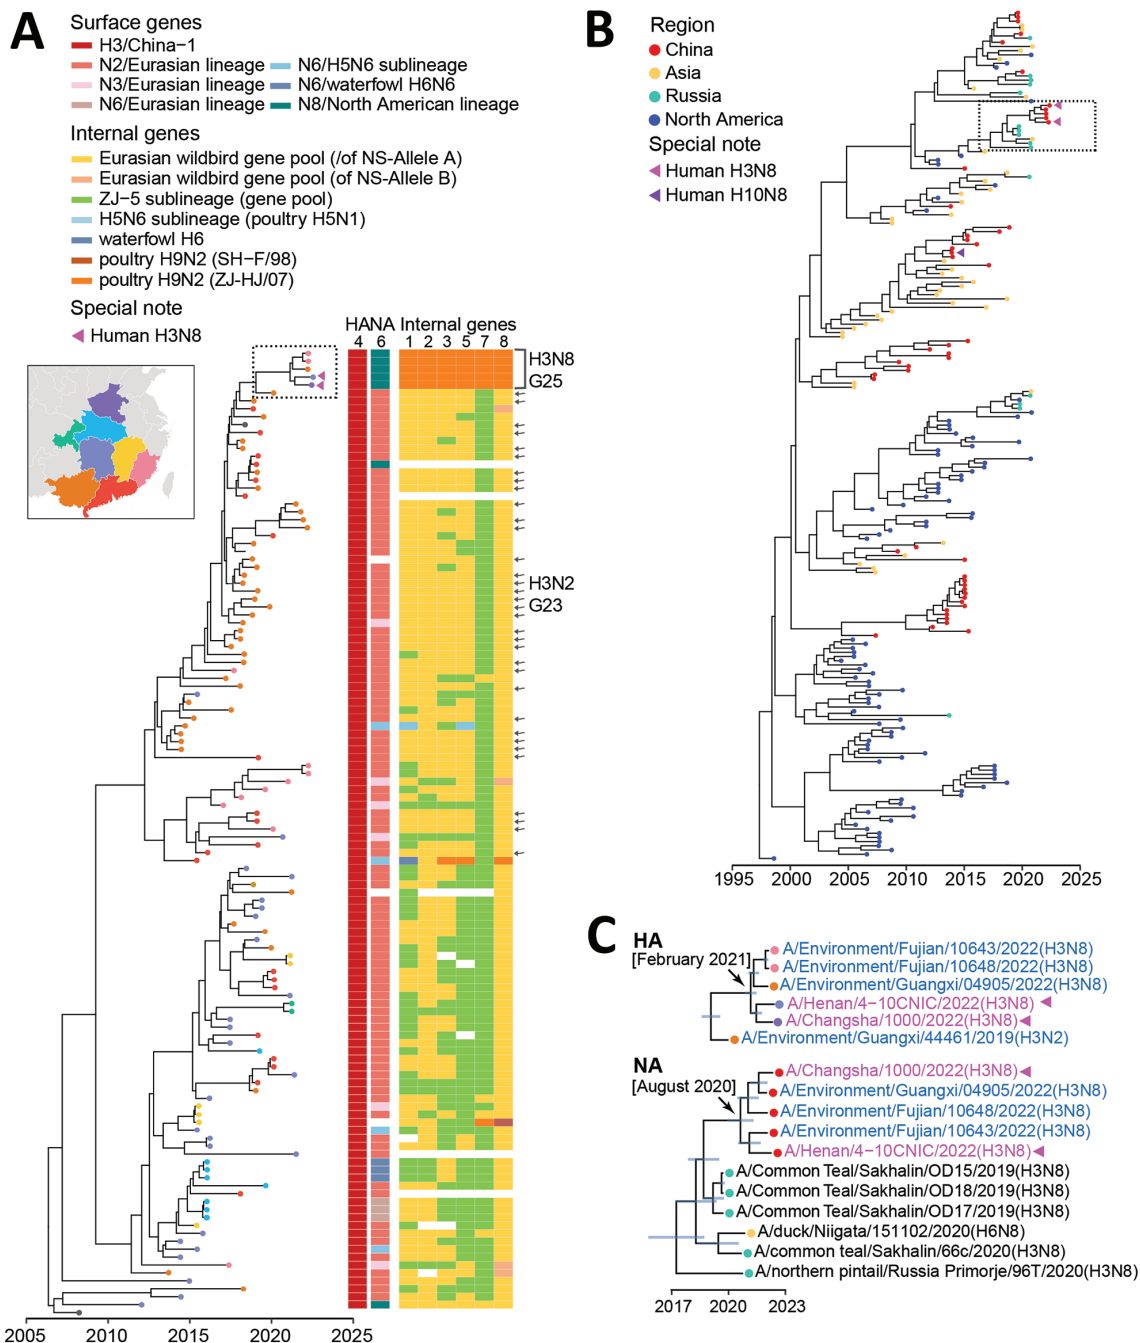 A
Surface genes
H3/China−1
N2/Eurasian lineage
N6/H5N6 sublineage
N3/Eurasian lineage
N6/waterfowl H6N6
N6/Eurasian lineage
N8/North American lineage
Internal genes
Eurasian wildbird gene pool (/of NS-Allele A)
Eurasian wildbird gene pool (of NS-Allele B)
ZJ−5 sublineage (gene pool)
H5N6 sublineage (poultry H5N1)
waterfowl H6
poultry H9N2 (SH−F/98)
poultry H9N2 (ZJ-HJ/07)
Special note
Human H3N8
HANA Internal genes
4 6 1 2 3 5 7 8
H3N8
G25
H3N2
G23
2005 2010 2015 2020 2025
B
Region
China
Asia
Russia
North America
Special note
Human H3N8
Human H10N8
1995 2000 2005 2010 2015 2020 2025
C
HA
[February 2021]
A/Environment/Fujian/10643/2022(H3N8)
A/Environment/Fujian/10648/2022(H3N8)
A/Environment/Guangxi/04905/2022(H3N8)
A/Henan/4−10CNIC/2022(H3N8)
A/Changsha/1000/2022(H3N8)
A/Environment/Guangxi/44461/2019(H3N2)
NA
[August 2020]
A/Changsha/1000/2022(H3N8)
A/Environment/Guangxi/04905/2022(H3N8)
A/Environment/Fujian/10648/2022(H3N8)
A/Environment/Fujian/10643/2022(H3N8)
A/Henan/4−10CNIC/2022(H3N8)
A/Common Teal/Sakhalin/OD15/2019(H3N8)
A/Common Teal/Sakhalin/OD18/2019(H3N8)
A/Common Teal/Sakhalin/OD17/2019(H3N8)
A/duck/Niigata/151102/2020(H6N8)
A/common teal/Sakhalin/66c/2020(H3N8)
A/northern pintail/Russia Primorje/96T/2020(H3N8)
2017 2020 2023